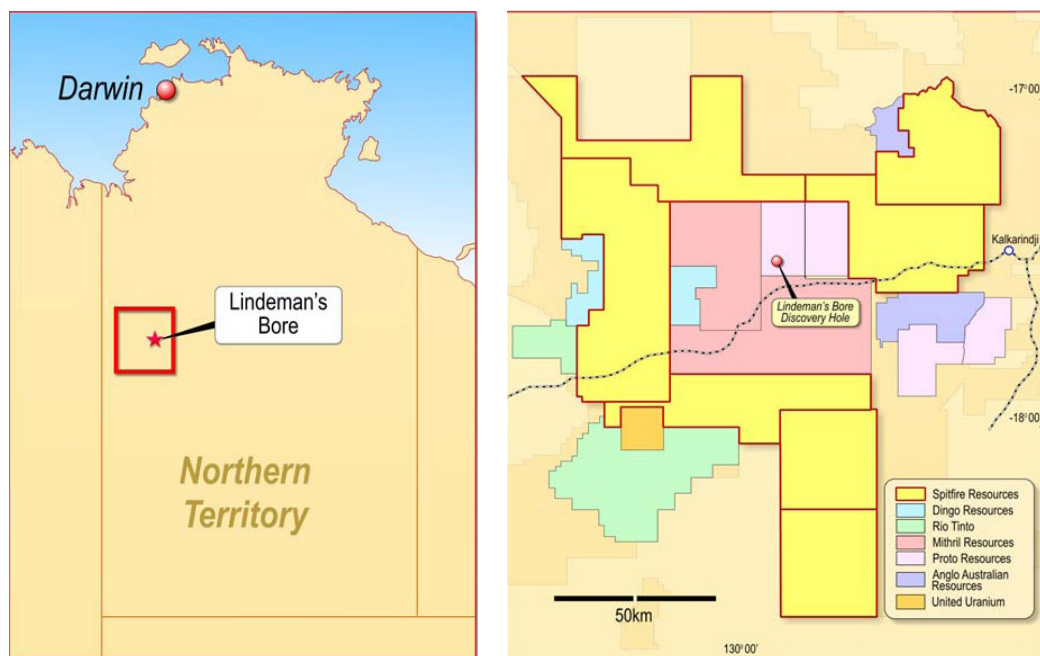 Darwin
Lindeman's
Bore
Northern
Territory
-17°00'
Kalkarindji
Lindeman's Bore
Discovery Hole
-18°00'
Spitfire Resources
Dingo Resources
Rio Tinto
Mithril Resources
Proto Resources
Anglo Australian
Resources
United Uranium
50km
130°00'